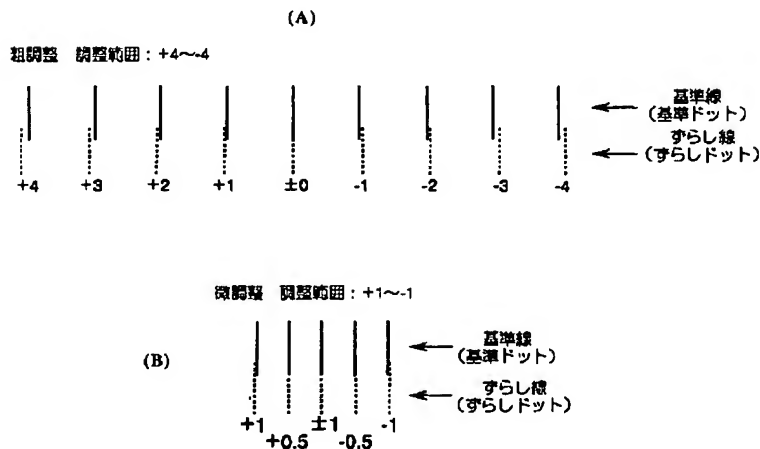 (A)
粗調整 調整範囲：+4～-4
基準線
(基準ドット)
ずらし線
(ずらしドット)
+4 +3 +2 +1 ±0 -1 -2 -3 -4
微調整 調整範囲：+1～-1
(B)
基準線
(基準ドット)
ずらし線
(ずらしドット)
+1 ±1 -1
+0.5 -0.5